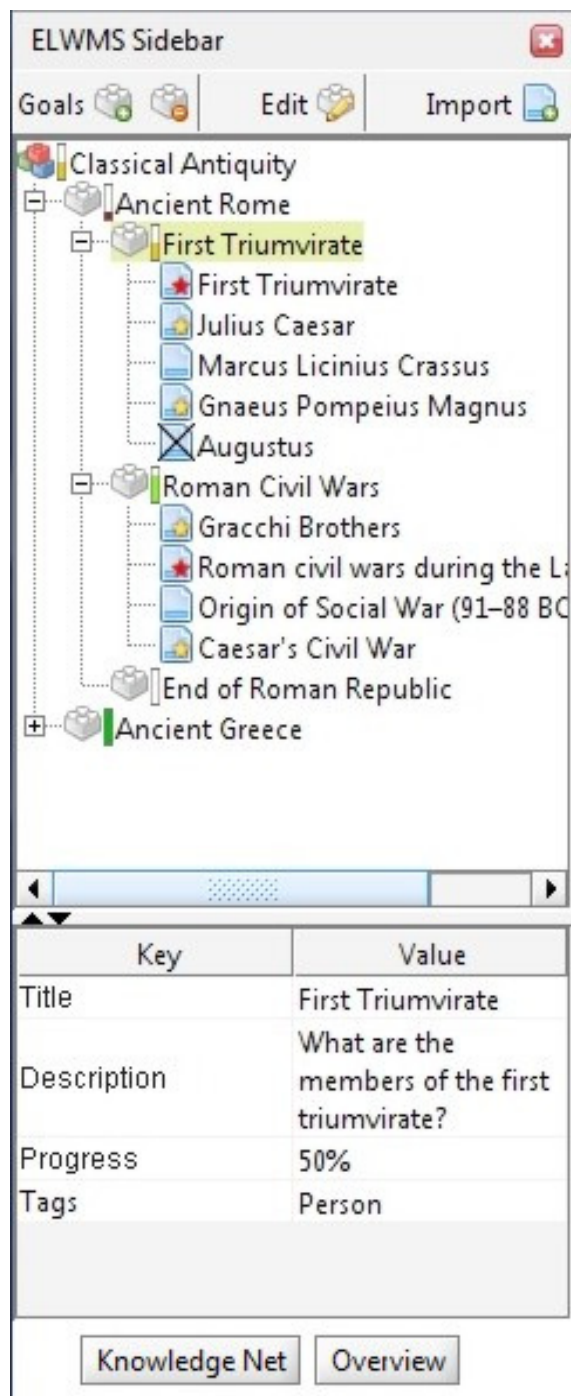 ELWMS Sidebar
Goals Edit Import
Classical Antiquity
Ancient Rome
First Triumvirate
First Triumvirate
Julius Caesar
Marcus Licinius Crassus
Gnaeus Pompeius Magnus
Augustus
Roman Civil Wars
Gracchi Brothers
Roman civil wars during the La
Origin of Social War (91–88 BC
Caesar's Civil War
End of Roman Republic
Ancient Greece
Key Value
Title First Triumvirate
What are the
Description members of the first
triumvirate?
Progress 50%
Tags Person
Knowledge Net Overview